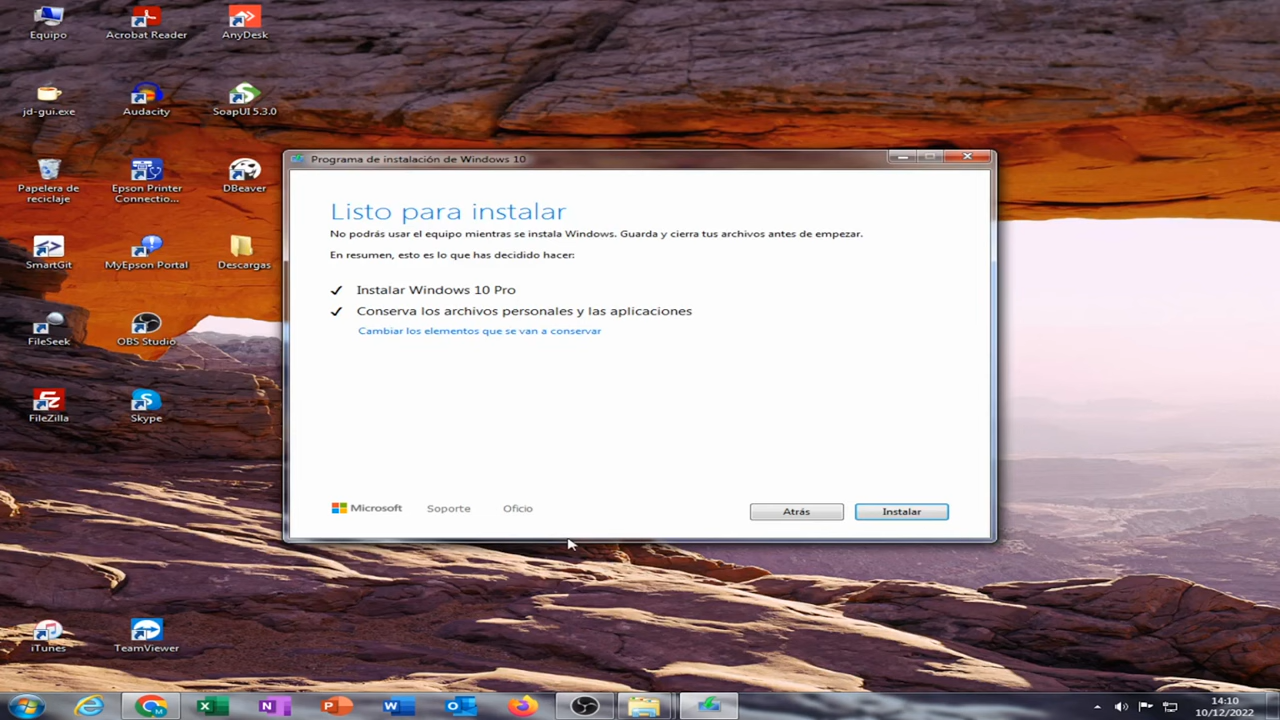 Equipo
Acrobat Reader
AnyDesk
jd-gui.exe
Audacity
SoapUI 5.3.0
Papelera de
reciclaje
Epson Printer
Connectio...
DBeaver
SmartGit
MyEpson Portal
Descargas
FileSeek
OBS Studio
FileZilla
Skype
iTunes
TeamViewer
Programa de instalación de Windows 10
Listo para instalar
No podrás usar el equipo mientras se instala Windows. Guarda y cierra tus archivos antes de empezar.
En resumen, esto es lo que has decidido hacer:
Instalar Windows 10 Pro
Conserva los archivos personales y las aplicaciones
Cambiar los elementos que se van a conservar
Microsoft
Soporte
Oficio
Atrás
Instalar
14:10
10/12/2022